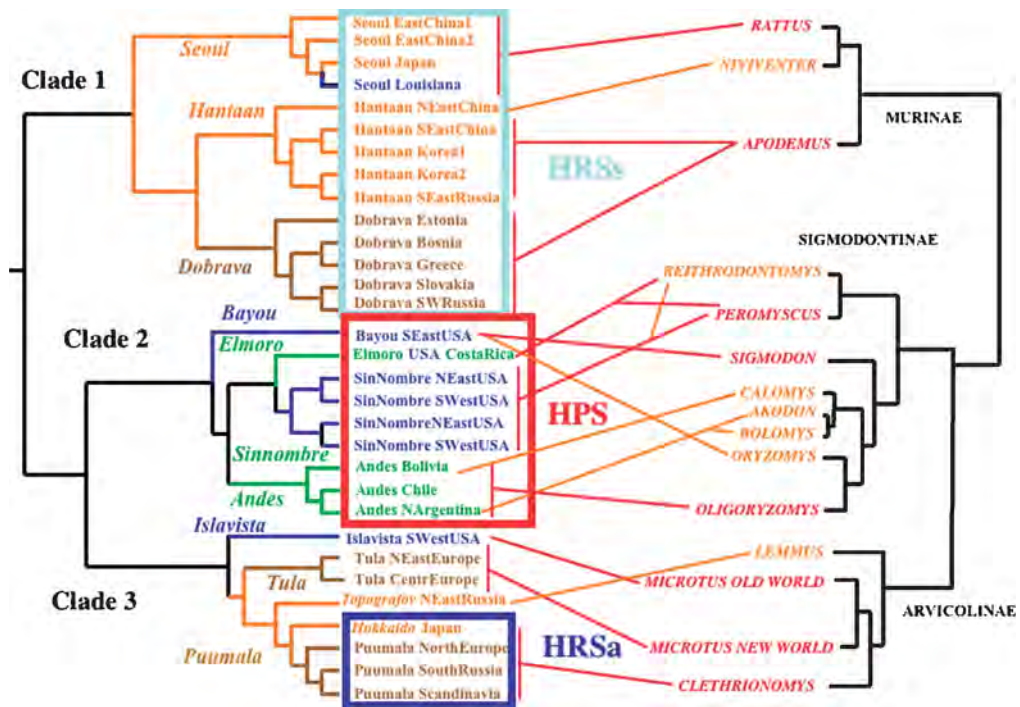 Clade 1
Seoul
Hantaan
Dobrava
Clade 2
Bayou
Elmoro
Sinnombre
Andes
Clade 3
Islavista
Tula
Puumala
Seoul EastChina1
Seoul EastChina2
Seoul Japan
Seoul Louisiana
Hantaan NEastChina
Hantaan SEastChina
Hantaan Korea1
Hantaan Korea2
Hantaan SEastRussia
Dobrava Estonia
Dobrava Bosnia
Dobrava Greece
Dobrava Slovakia
Dobrava SWRussia
Bayou SEastUSA
Elmoro USA CostaRica
SinNombre NEastUSA
SinNombre SWestUSA
SinNombreNEastUSA
SinNombre SWestUSA
Andes Bolivia
Andes Chile
Andes NArgentina
Islavista SWestUSA
Tula NEastEurope
Tula CentrEurope
Topografov NEastRussia
Hokkaido Japan
Puumala NorthEurope
Puumala SouthRussia
Puumala Scandinavia
HRSs
HPS
HRSa
RATTUS
NIVIVENTER
APODEMUS
REITHRODONTOMYS
PEROMYSCUS
SIGMODON
CALOMYS
AKODON
BOLOMYS
ORYZOMYS
OLIGORYZOMYS
LEMMUS
MICROTUS OLD WORLD
MICROTUS NEW WORLD
CLETHRIONOMYS
MURINAE
SIGMODONTINAE
ARVICOLINAE